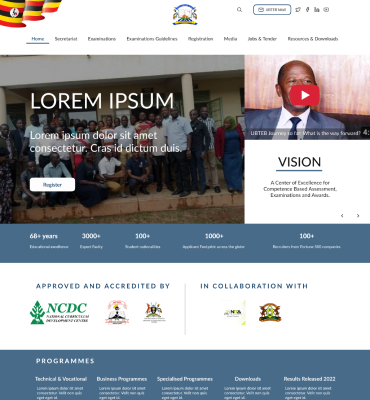 UBTEB Mail
Home Secretariat Examinations Examinations Guidelines Registration Media Jobs & Tender Resources & Downloads
LOREM IPSUM
Lorem ipsum dolor sit amet
consectetur. Cras id dictum duis.
Register
UBTEB Journey so far. What is the way forward?
4:
VISION
A Center of Excellence for
Competence Based Assessment,
Examinations and Awards.
68+ years 3000+ 100+ 1000+ 100+
Educational excellence Expert Faculty Student nationalities Applicant Footprints across the globe Recruiters from Fortune 500 companies
APPROVED AND ACCREDITED BY
IN COLLABORATION WITH
NCDC
NATIONAL CURRICULUM
DEVELOPMENT CENTRE
PROGRAMMES
Technical & Vocational Business Programmes Specialised Programmes Downloads Results Released 2022
Lorem ipsum dolor sit Lorem ipsum dolor sit Lorem ipsum dolor sit Lorem ipsum dolor sit Lorem ipsum dolor sit
amet consectetur. amet consectetur. amet consectetur. amet consectetur. amet consectetur.
Velit non quis Velit non quis Velit non quis Velit non quis Velit non quis
eget eget id. eget eget id. eget eget id. eget eget id. eget eget id.